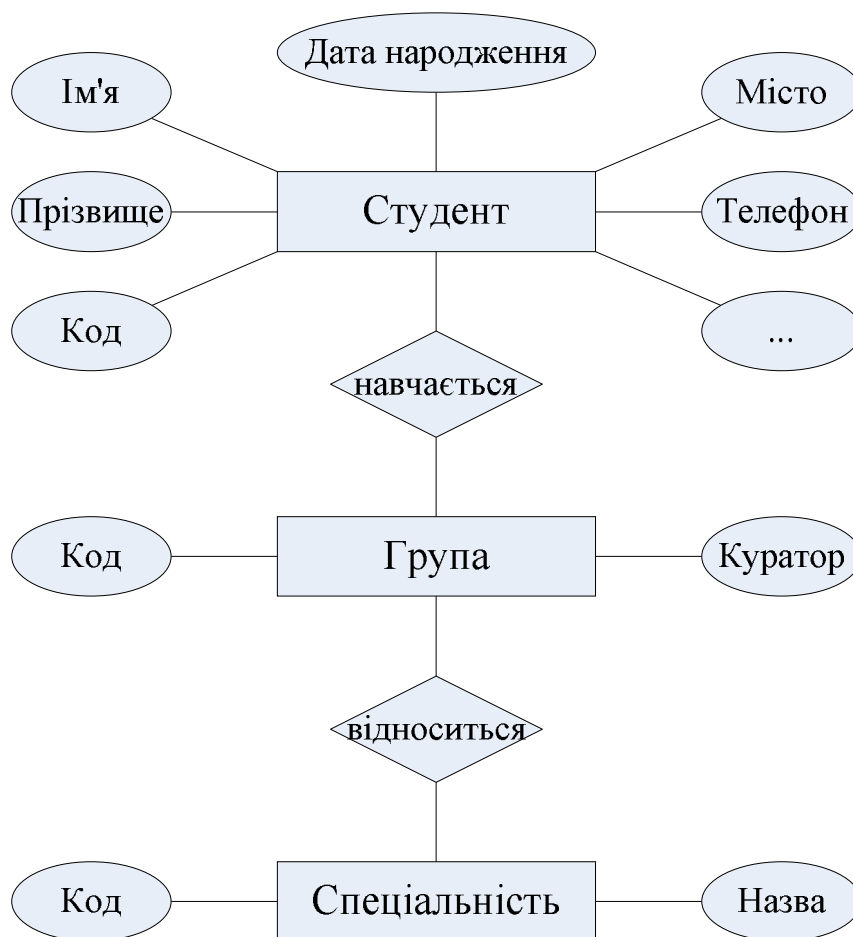 Дата народження
Ім'я
Місто
Прізвище
Студент
Телефон
Код
...
навчається
Код
Група
Куратор
відноситься
Код
Спеціальність
Назва